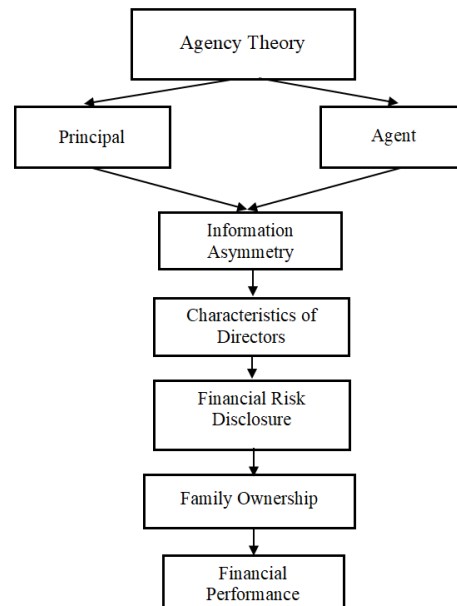 Agency Theory
Principal
Agent
Information
Asymmetry
Characteristics of
Directors
Financial Risk
Disclosure
Family Ownership
Financial
Performance